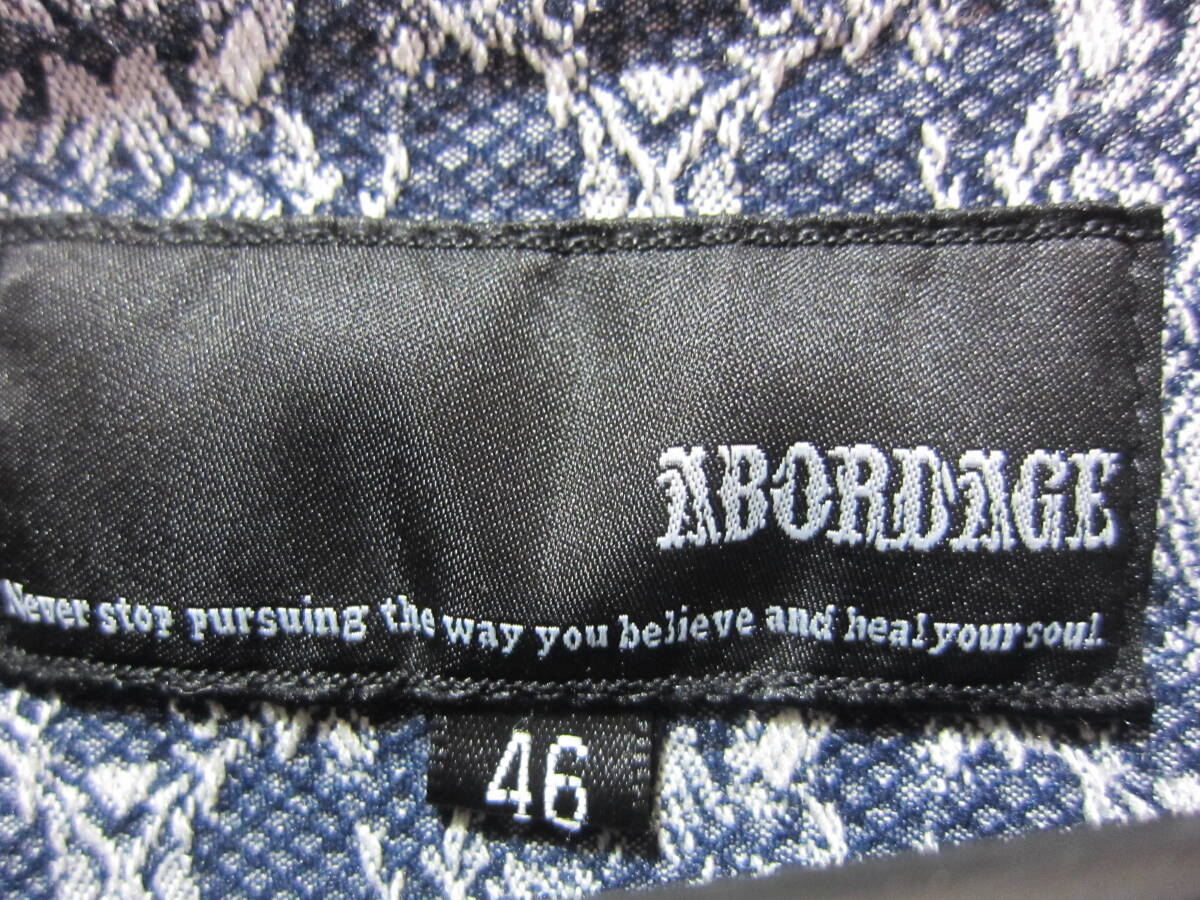 ABORDAGE
Never stop pursuing the way you believe and heal your soul.
46